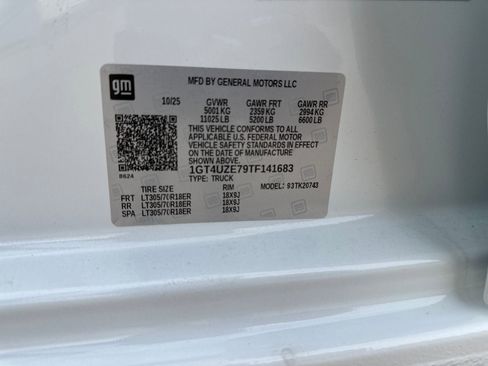 gm
MFD BY GENERAL MOTORS LLC
10/25 GVWR GAWR FRT GAWR RR
5001 KG 2359 KG 2994 KG
11025 LB 5200 LB 6600 LB
THIS VEHICLE CONFORMS TO ALL
APPLICABLE U.S. FEDERAL MOTOR
VEHICLE SAFETY STANDARDS IN EFFECT
ON THE DATE OF MANUFACTURE
SHOWN ABOVE.
8624
1GT4UZE79TF141683
TYPE: TRUCK
MODEL: 93TK20743
TIRE SIZE RIM
FRT LT305/70R18ER 18X9J
RR LT305/70R18ER 18X9J
SPA LT305/70R18ER 18X9J